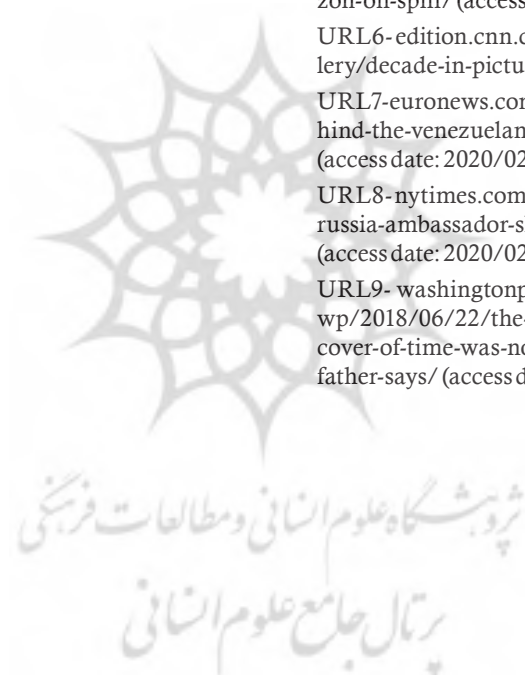 zon-on-spin/ (access
URL6- edition.cnn.c
lery/decade-in-pictu
URL7-euronews.com
hind-the-venezuelan
(access date: 2020/02
URL8- nytimes.com
russia-ambassador-s
(access date: 2020/02
URL9- washingtonp
wp/2018/06/22/the-
cover-of-time-was-no
father-says/ (access d
پژوهشگاه علوم انسانی و مطالعات فرهنگی
پرتال جامع علوم انسانی